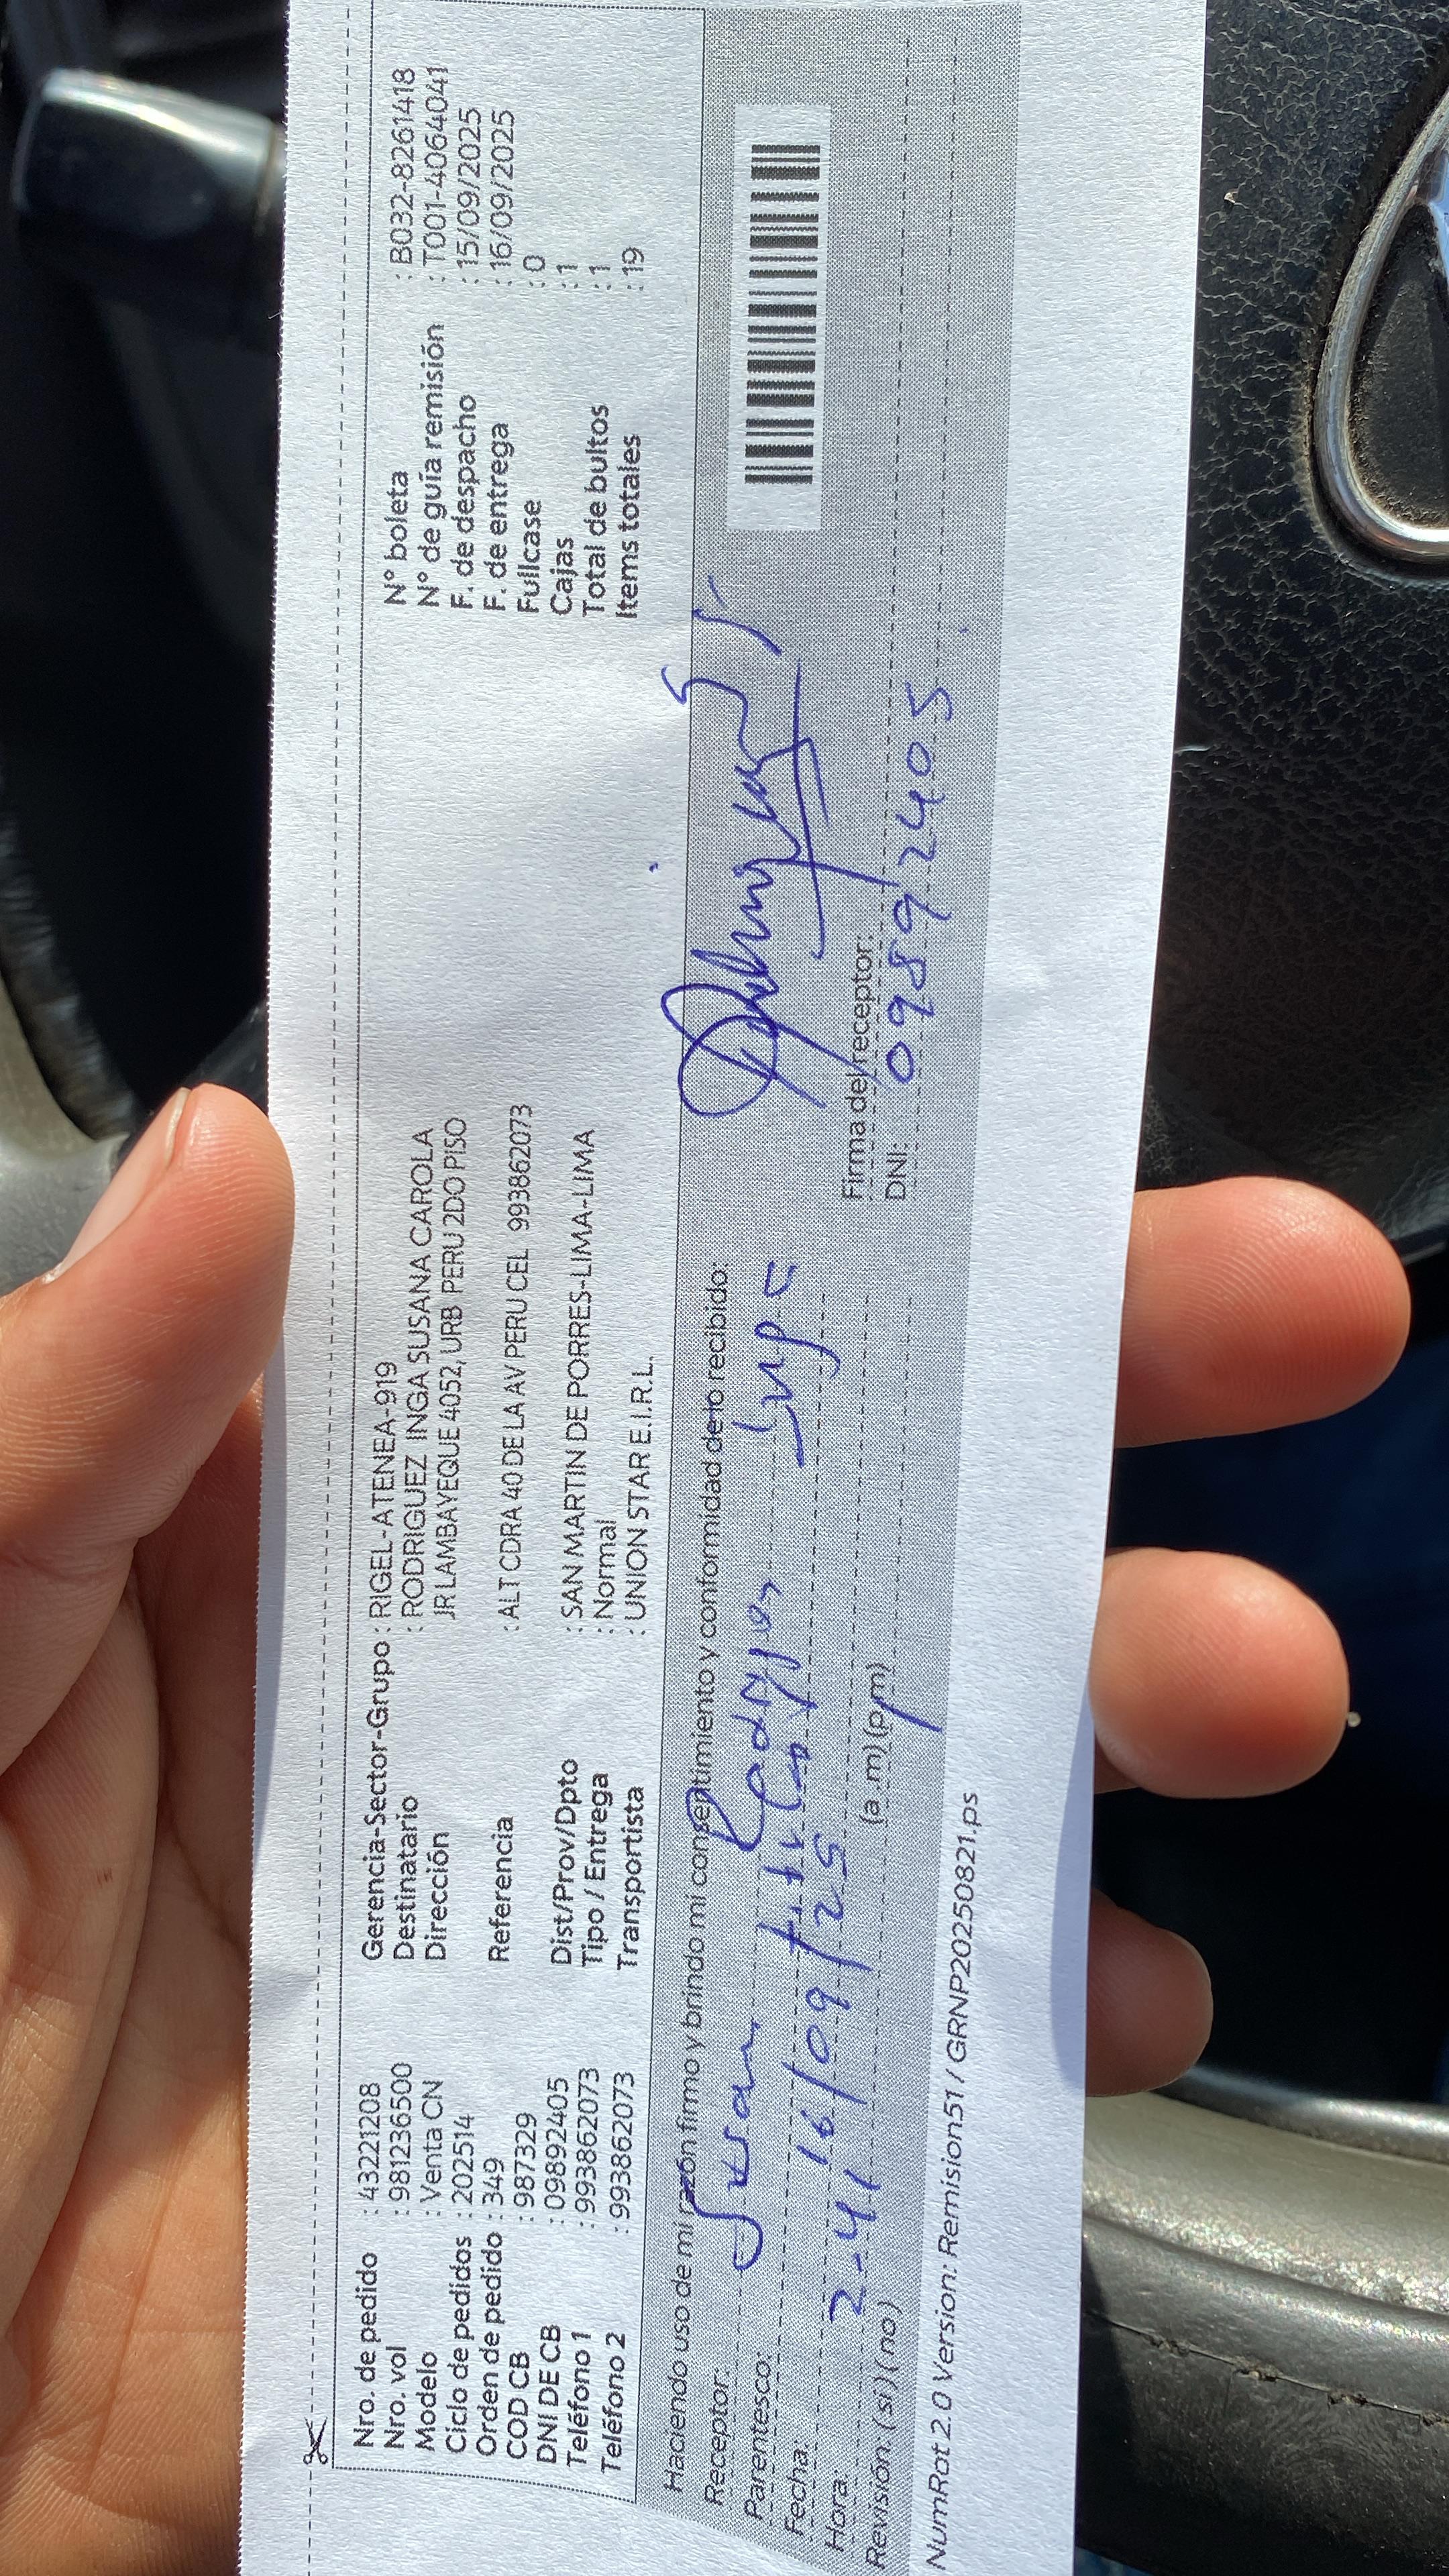 Nro. de pedido : 43221208
Nro. vol : 981236500
Modelo : Venta CN
Ciclo de pedidos : 202514
Orden de pedido : 349
COD CB : 987329
DNI DE CB : 09892405
Teléfono 1 : 993862073
Teléfono 2 : 993862073
Gerencia-Sector-Grupo : RIGEL-ATENEA-919
Destinatario : RODRIGUEZ INGA SUSANA CAROLA
Dirección JR LAMBAYEQUE 4052, URB PERU 2DO PISO
Referencia : ALT CDRA 40 DE LA AV PERU CEL 993862073
Dist/Prov/Dpto : SAN MARTIN DE PORRES-LIMA-LIMA
Tipo / Entrega : Normal
Transportista : UNION STAR E.I.R.L.
N° boleta : B032-8261418
N° de guía remisión : T001-4064041
F. de despacho : 15/09/2025
F. de entrega : 16/09/2025
Fullcase : 0
Cajas : 1
Total de bultos : 1
Items totales : 19
Haciendo uso de mi razón firmo y brindo mi consentimiento y conformidad de lo recibido:
Receptor: Susan Rodriguez Inga
Parentesco: titular
Fecha: 16/09/25
Hora: 2-41 (a.m)(pm)
Revisión: (si)(no)
Firma del receptor:
DNI: 09892405
NumRot 2.0 Version: Remision51 / GRNP20250821.ps